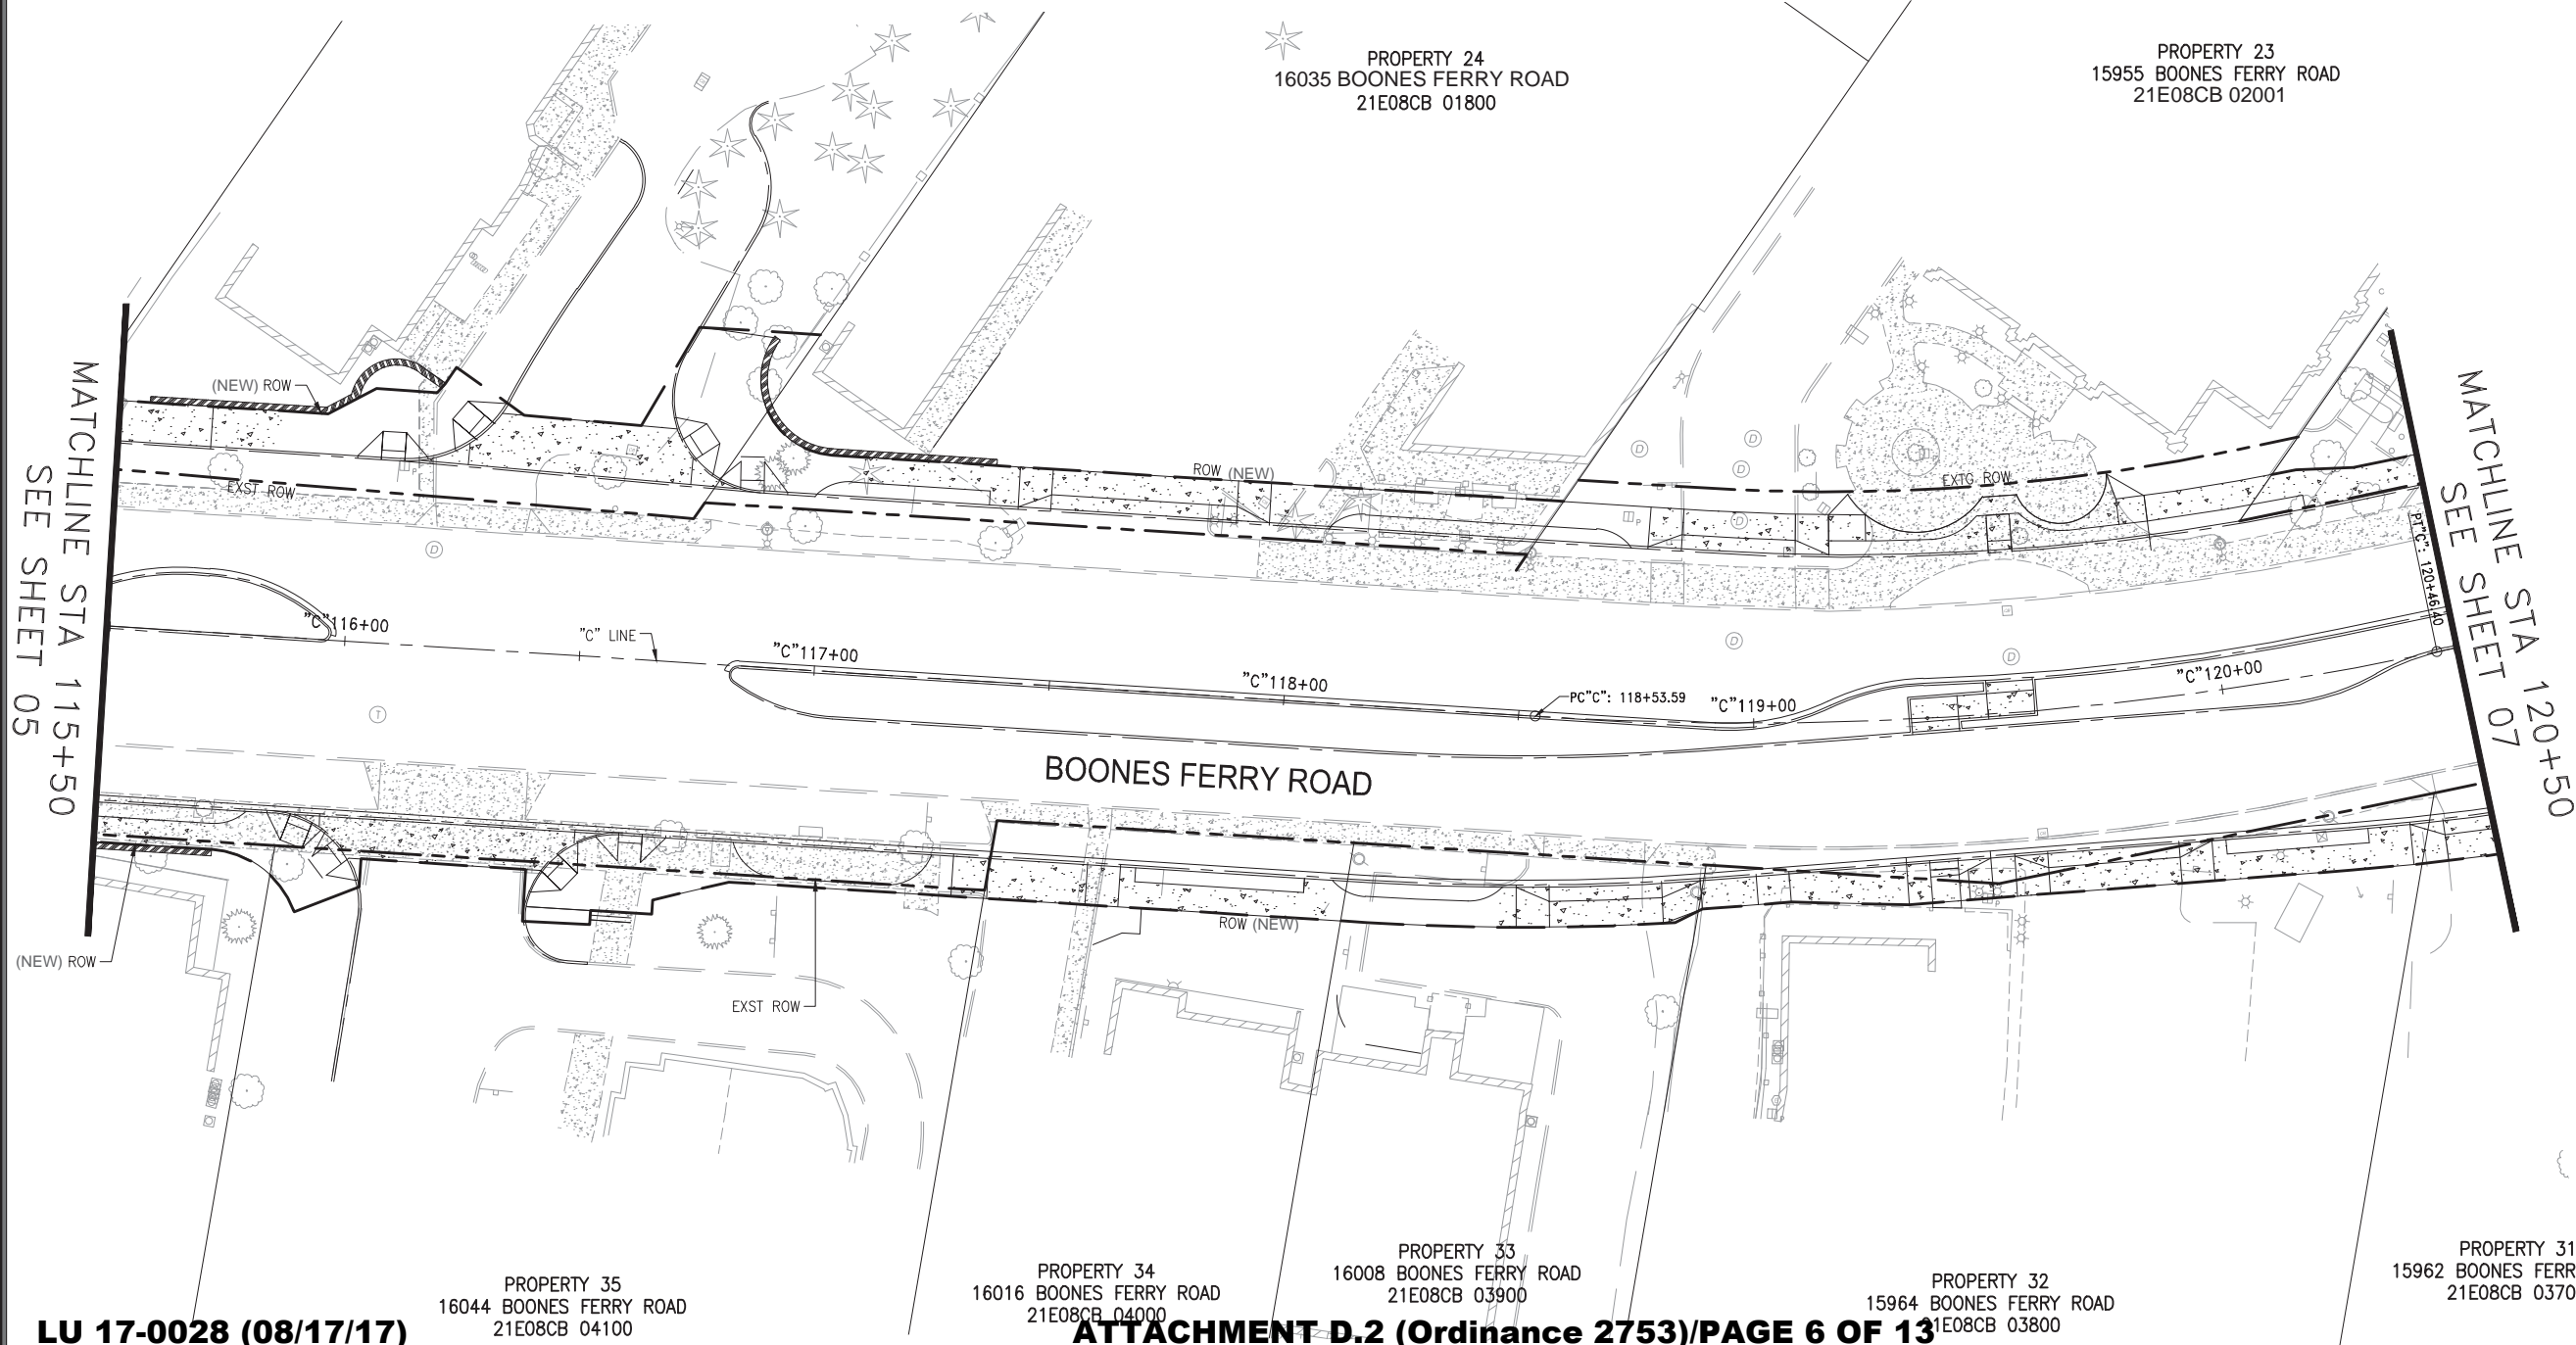 PROPERTY 24
16035 BOONES FERRY ROAD
21E08CB 01800
PROPERTY 23
15955 BOONES FERRY ROAD
21E08CB 02001
MATCHLINE STA 115+50
SEE SHEET 05
(NEW) ROW
EXST ROW
ROW (NEW)
EXTG ROW
MATCHLINE STA 120+50
SEE SHEET 07
PT"C": 120+46.40
D
D
D
D
D
D
D
T
P
P
P
"C"116+00
"C" LINE
"C"117+00
"C"118+00
PC"C": 118+53.59
"C"119+00
"C"120+00
BOONES FERRY ROAD
(NEW) ROW
EXST ROW
ROW (NEW)
PROPERTY 35
16044 BOONES FERRY ROAD
21E08CB 04100
PROPERTY 34
16016 BOONES FERRY ROAD
21E08CB 04000
PROPERTY 33
16008 BOONES FERRY ROAD
21E08CB 03900
PROPERTY 32
15964 BOONES FERRY ROAD
21E08CB 03800
PROPERTY 31
15962 BOONES FERR
21E08CB 0370
LU 17-0028 (08/17/17)
ATTACHMENT D.2 (Ordinance 2753)/PAGE 6 OF 13